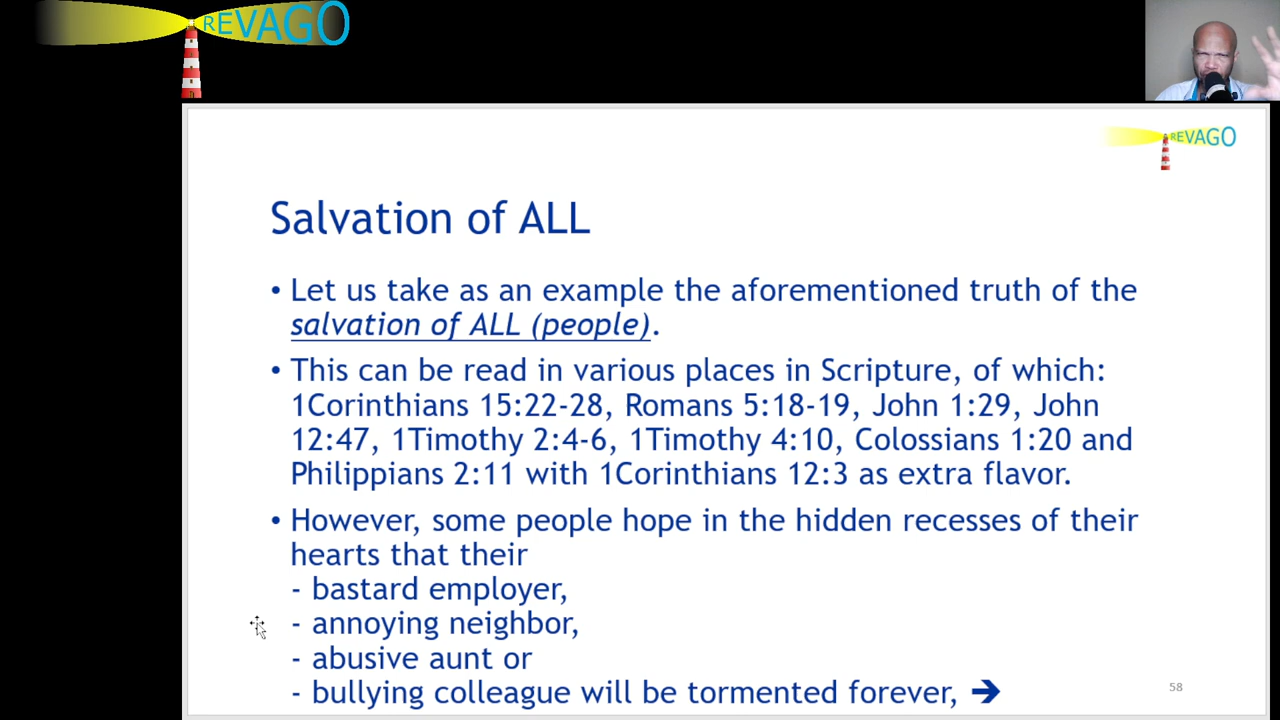 REVAGO
REVAGO
Salvation of ALL
• Let us take as an example the aforementioned truth of the
salvation of ALL (people).
• This can be read in various places in Scripture, of which:
1Corinthians 15:22-28, Romans 5:18-19, John 1:29, John
12:47, 1Timothy 2:4-6, 1Timothy 4:10, Colossians 1:20 and
Philippians 2:11 with 1Corinthians 12:3 as extra flavor.
• However, some people hope in the hidden recesses of their
hearts that their
- bastard employer,
- annoying neighbor,
- abusive aunt or
- bullying colleague will be tormented forever, ➔
58